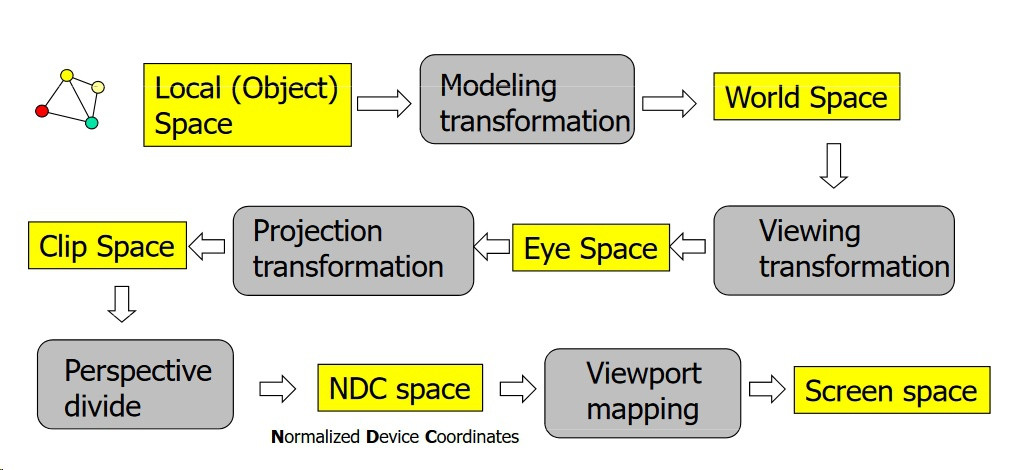 Local (Object)
Space
Modeling
transformation
World Space
Viewing
transformation
Eye Space
Projection
transformation
Clip Space
Perspective
divide
NDC space
Normalized Device Coordinates
Viewport
mapping
Screen space